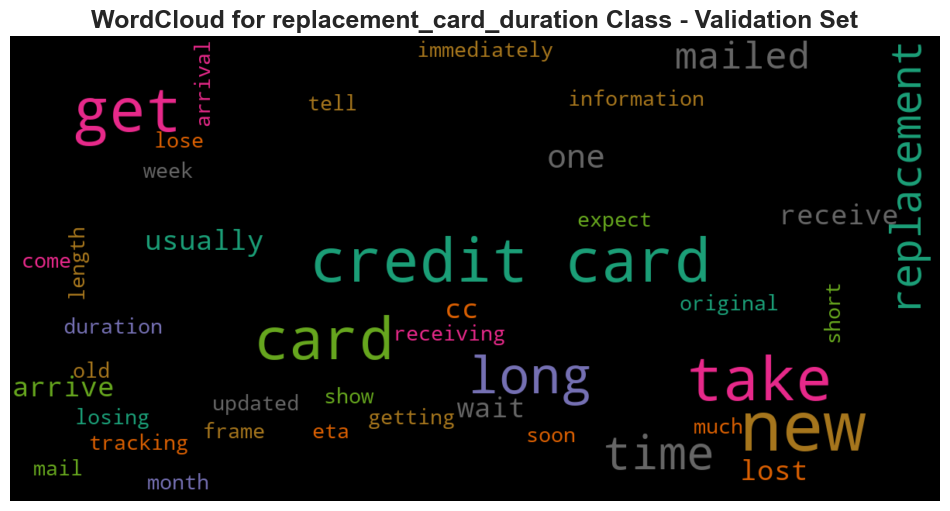 WordCloud for replacement_card_duration Class - Validation Set
immediately
mailed
arrival
replacement
get
tell
information
lose
one
week
receive
expect
usually
come
length
credit card
original
short
cc
duration
receiving
card
long
take
old
arrive
updated
show
wait
new
losing
getting
much
frame
eta
soon
tracking
time
mail
lost
month